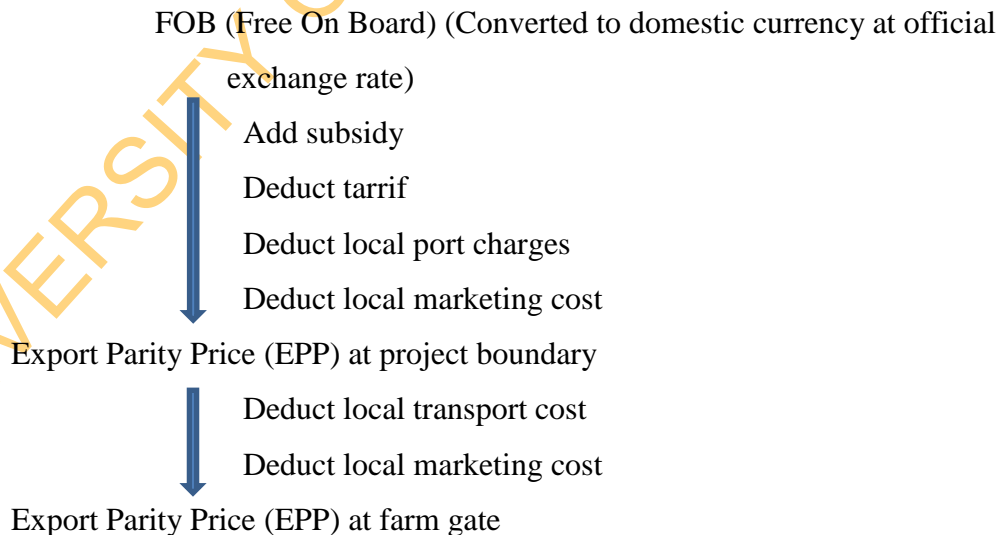 FOB (Free On Board) (Converted to domestic currency at official
exchange rate)
Add subsidy
Deduct tarrif
Deduct local port charges
Deduct local marketing cost
Export Parity Price (EPP) at project boundary
Deduct local transport cost
Deduct local marketing cost
Export Parity Price (EPP) at farm gate